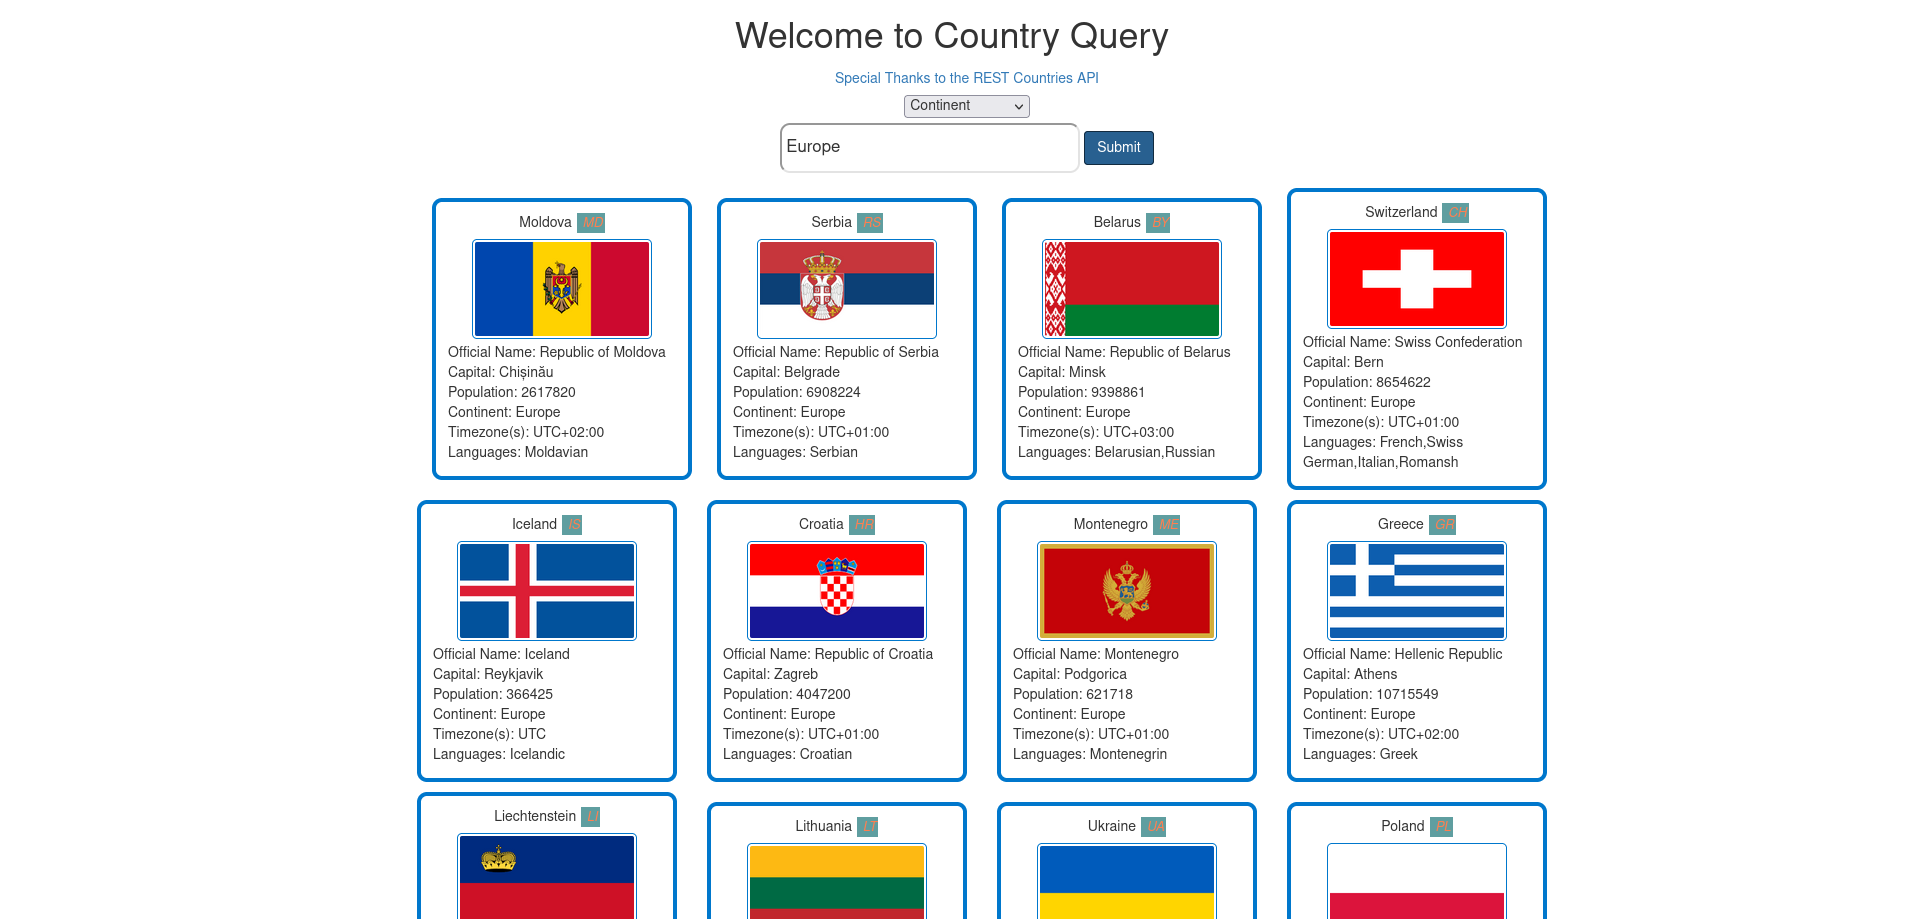 Welcome to Country Query
Special Thanks to the REST Countries API
Continent
Europe
Submit
Moldova MD
Official Name: Republic of Moldova
Capital: Chișinău
Population: 2617820
Continent: Europe
Timezone(s): UTC+02:00
Languages: Moldavian
Serbia RS
Official Name: Republic of Serbia
Capital: Belgrade
Population: 6908224
Continent: Europe
Timezone(s): UTC+01:00
Languages: Serbian
Belarus BY
Official Name: Republic of Belarus
Capital: Minsk
Population: 9398861
Continent: Europe
Timezone(s): UTC+03:00
Languages: Belarusian,Russian
Switzerland CH
Official Name: Swiss Confederation
Capital: Bern
Population: 8654622
Continent: Europe
Timezone(s): UTC+01:00
Languages: French,Swiss
German,Italian,Romansh
Iceland IS
Official Name: Iceland
Capital: Reykjavik
Population: 366425
Continent: Europe
Timezone(s): UTC
Languages: Icelandic
Croatia HR
Official Name: Republic of Croatia
Capital: Zagreb
Population: 4047200
Continent: Europe
Timezone(s): UTC+01:00
Languages: Croatian
Montenegro ME
Official Name: Montenegro
Capital: Podgorica
Population: 621718
Continent: Europe
Timezone(s): UTC+01:00
Languages: Montenegrin
Greece GR
Official Name: Hellenic Republic
Capital: Athens
Population: 10715549
Continent: Europe
Timezone(s): UTC+02:00
Languages: Greek
Liechtenstein LI
Lithuania LT
Ukraine UA
Poland PL